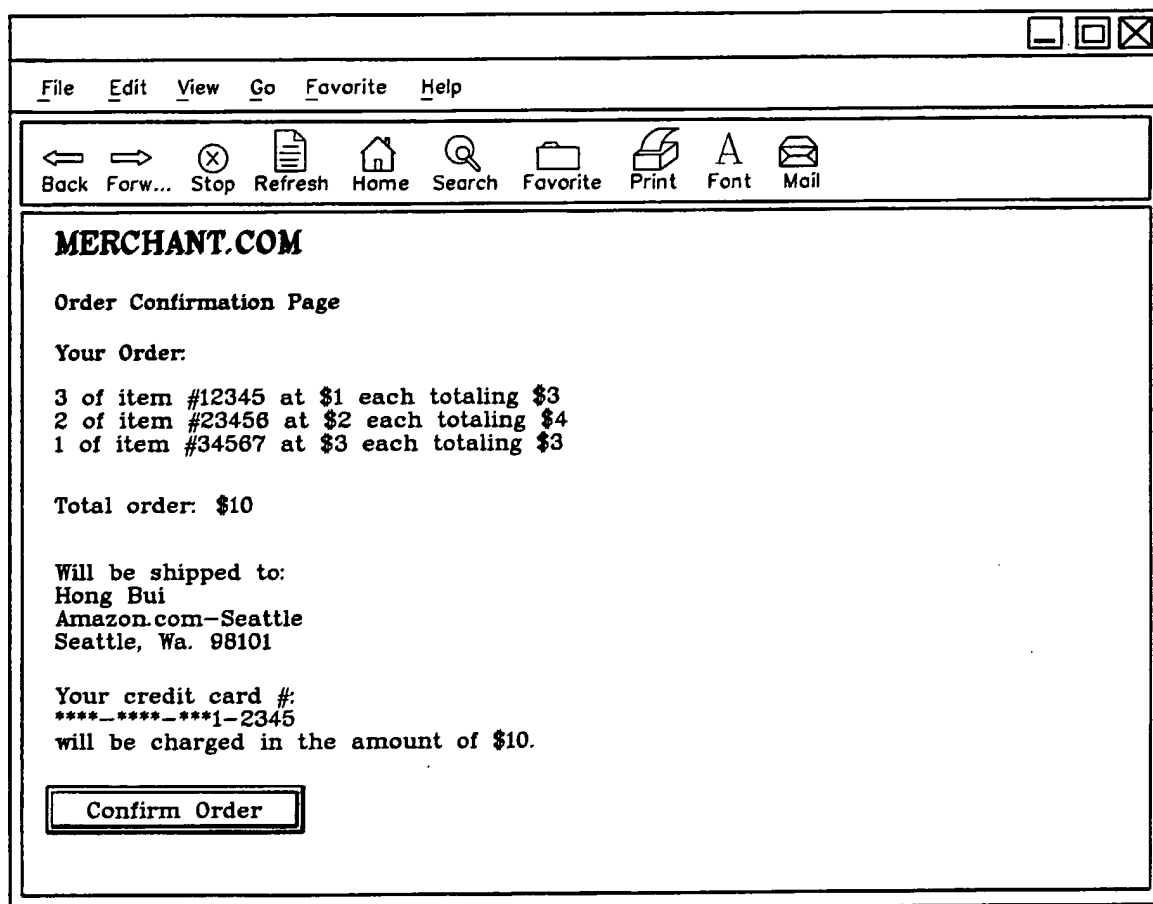 File Edit View Go Favorite Help
Back Forw... Stop Refresh Home Search Favorite Print Font Mail
MERCHANT.COM
Order Confirmation Page
Your Order:
3 of item #12345 at $1 each totaling $3
2 of item #23456 at $2 each totaling $4
1 of item #34567 at $3 each totaling $3
Total order: $10
Will be shipped to:
Hong Bui
Amazon.com-Seattle
Seattle, Wa. 98101
Your credit card #:
****-****-***1-2345
will be charged in the amount of $10.
Confirm Order